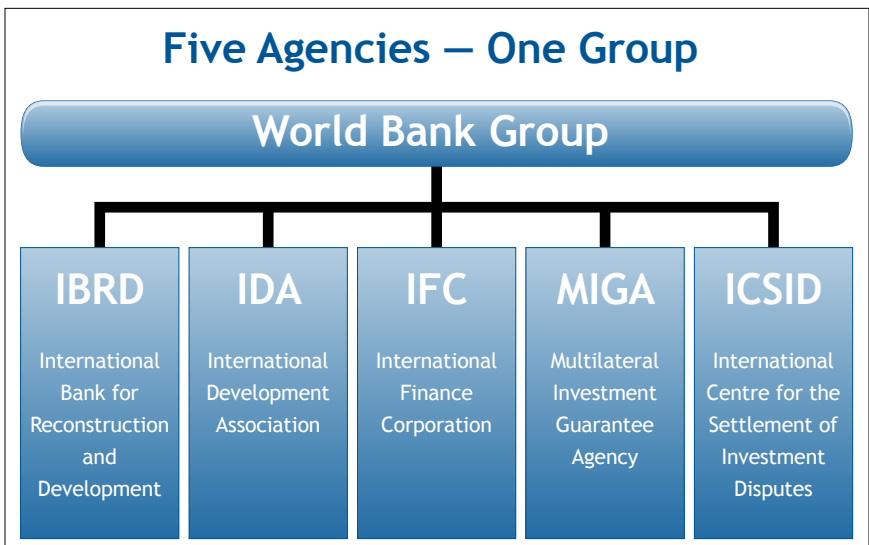 Five Agencies — One Group
World Bank Group
IBRD
International
Bank for
Reconstruction
and
Development
IDA
International
Development
Association
IFC
International
Finance
Corporation
MIGA
Multilateral
Investment
Guarantee
Agency
ICSID
International
Centre for the
Settlement of
Investment
Disputes